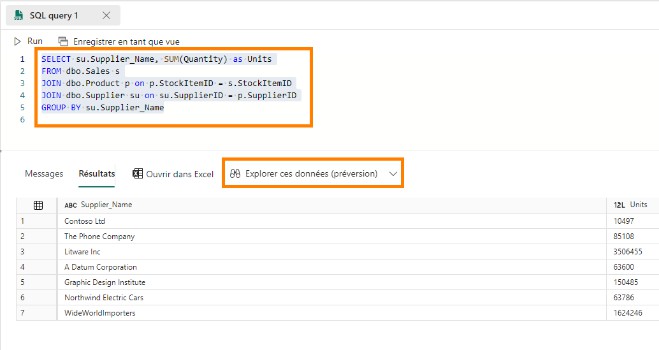 SQL query 1
Run Enregistrer en tant que vue
1 SELECT su.Supplier_Name, SUM(Quantity) as Units
2 FROM dbo.Sales s
3 JOIN dbo.Product p on p.StockItemID = s.StockItemID
4 JOIN dbo.Supplier su on su.SupplierID = p.SupplierID
5 GROUP BY su.Supplier_Name
6
Messages Résultats Ouvrir dans Excel Explorer ces données (préversion)
ABC Supplier_Name 12L Units
1 Contoso Ltd 10497
2 The Phone Company 85108
3 Litware Inc 3506455
4 A Datum Corporation 63600
5 Graphic Design Institute 150485
6 Northwind Electric Cars 63786
7 WideWorldImporters 1624246